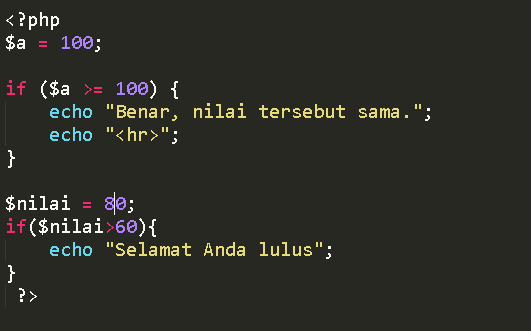 <?php
$a = 100;
if ($a >= 100) {
echo "Benar, nilai tersebut sama.";
echo "<hr>";
}
$nilai = 80;
if($nilai>60){
echo "Selamat Anda lulus";
}
?>